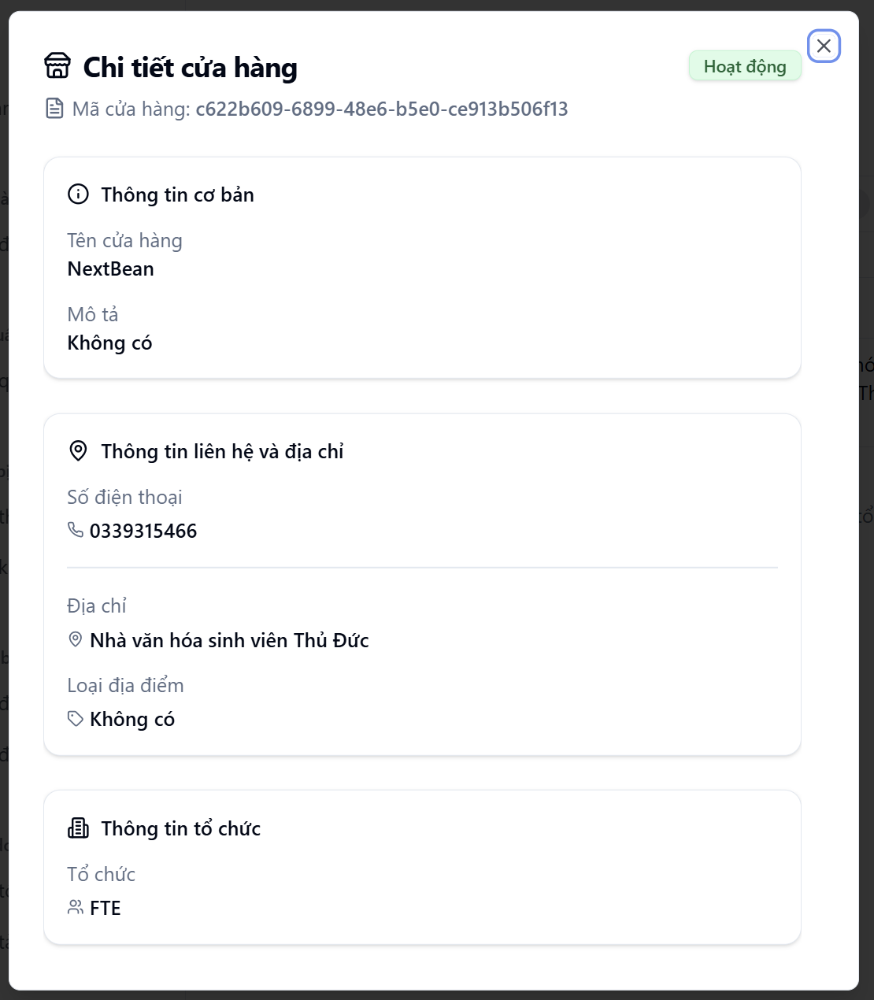 Chi tiết cửa hàng
Hoạt động
Mã cửa hàng: c622b609-6899-48e6-b5e0-ce913b506f13
Thông tin cơ bản
Tên cửa hàng
NextBean
Mô tả
Không có
Thông tin liên hệ và địa chỉ
Số điện thoại
0339315466
Địa chỉ
Nhà văn hóa sinh viên Thủ Đức
Loại địa điểm
Không có
Thông tin tổ chức
Tổ chức
FTE